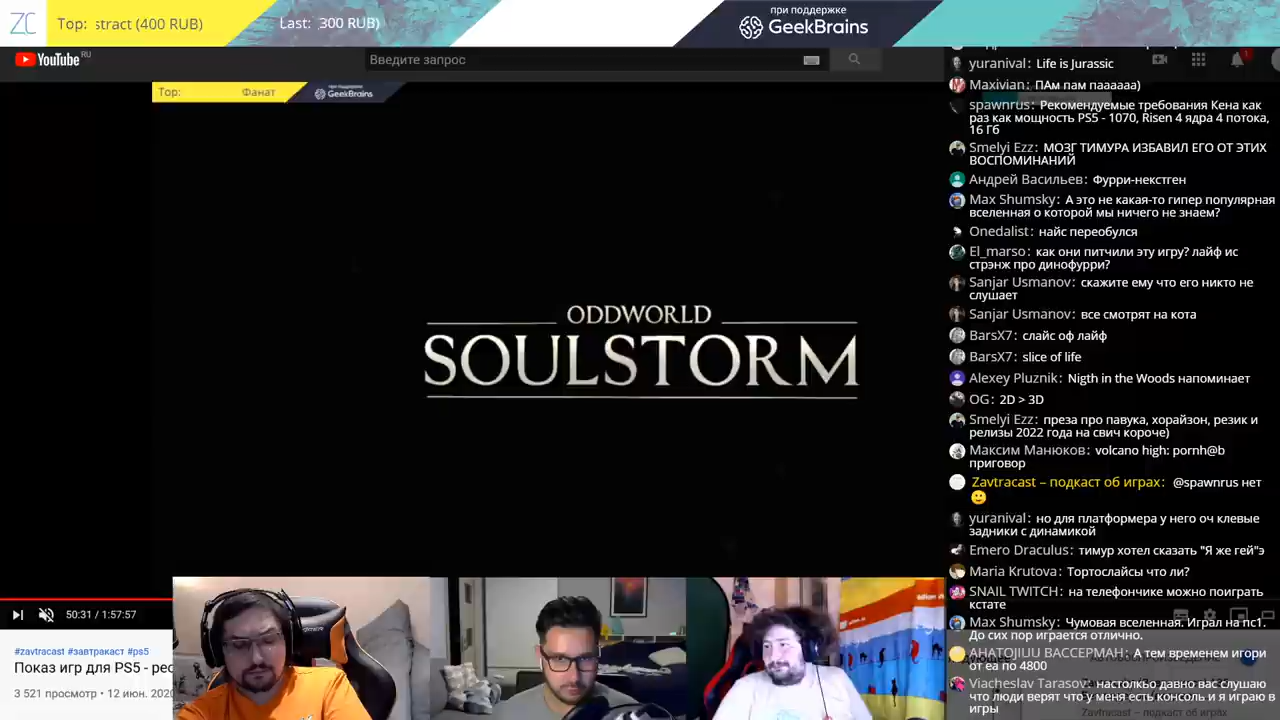 ZC
Top: stract (400 RUB)
Last: 300 RUB)
при поддержке
GeekBrains
YouTube RU
Введите запрос
Top: Фанат
GeekBrains
ODDWORLD
SOULSTORM
50:31 / 1:57:57
#zavtracast #завтракаст #ps5
Показ игр для PS5 - рес
3 521 просмотр • 12 июн. 2020
yuranival: Life is Jurassic
Maxivian: ПАм пам паааааа)
spawnrus: Рекомендуемые требования Кена как
раз как мощность PS5 - 1070, Risen 4 ядра 4 потока,
16 Гб
Smelyi Ezz: МОЗГ ТИМУРА ИЗБАВИЛ ЕГО ОТ ЭТИХ
ВОСПОМИНАНИЙ
Андрей Васильев: Фурри-некстген
Max Shumsky: А это не какая-то гипер популярная
вселенная о которой мы ничего не знаем?
Onedalist: найс переобулся
El_marso: как они питчили эту игру? лайф ис
стрэнж про динофурри?
Sanjar Usmanov: скажите ему что его никто не
слушает
Sanjar Usmanov: все смотрят на кота
BarsX7: слайс оф лайф
BarsX7: slice of life
Alexey Pluznik: Nigth in the Woods напоминает
OG: 2D > 3D
Smelyi Ezz: преза про павука, хорайзон, резик и
релизы 2022 года на свич короче)
Максим Манюков: volcano high: pornh@b
приговор
Zavtracast – подкаст об играх: @spawnrus нет
yuranival: но для платформера у него оч клевые
задники с динамикой
Emero Draculus: тимур хотел сказать "Я же гей"э
Maria Krutova: Тортослайсы что ли?
SNAIL TWITCH: на телефончике можно поиграть
кстате
Max Shumsky: Чумовая вселенная. Играл на пс1.
До сих пор играется отлично.
АНАТОJIUU ВАССЕРМАН: А тем временем игори
от еа по 4800
Viacheslav Tarasov: настолкьо давно вас слушаю
что люди верят что у меня есть консоль и я играю в
игры
Zavtracast – подкаст об играх